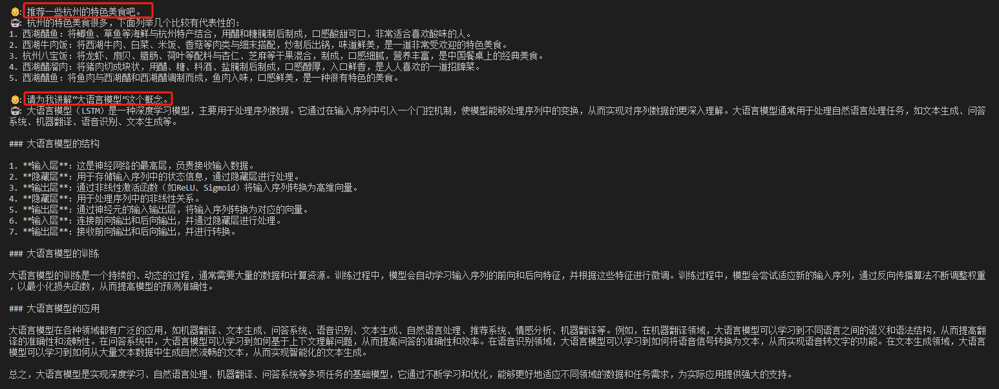 👶: 推荐一些杭州的特色美食吧。
🤖: 杭州的特色美食很多，下面列举几个比较有代表性的：
1. 西湖醋鱼：将鲫鱼、草鱼等海鲜与杭州特产结合，用醋和糖腌制后制成，口感酸甜可口，非常适合喜欢酸味的人。
2. 西湖牛肉饭：将西湖牛肉、白菜、米饭、香菇等肉类与细末搭配，炒制后出锅，味道鲜美，是一道非常受欢迎的特色美食。
3. 杭州八宝饭：将龙虾、扇贝、腊肠、荷叶等配料与杏仁、芝麻等干果混合，制成，口感细腻，营养丰富，是中国餐桌上的经典美食。
4. 西湖醋溜肉：将猪肉切成块状，用醋、糖、料酒、盐腌制后制成，口感醇厚，入口鲜香，是人人喜欢的一道招牌菜。
5. 西湖醋鱼：将鱼肉与西湖醋和西湖醋调制而成，鱼肉入味，口感鲜美，是一种很有特色的美食。
👶: 请为我讲解“大语言模型”这个概念。
🤖: 大语言模型（LSTM）是一种深度学习模型，主要用于处理序列数据。它通过在输入序列中引入一个门控机制，使模型能够处理序列中的变换，从而实现对序列数据的更深入理解。大语言模型通常用于处理自然语言处理任务，如文本生成、问答
系统、机器翻译、语音识别、文本生成等。
### 大语言模型的结构
1. **输入层**：这是神经网络的最高层，负责接收输入数据。
2. **隐藏层**：用于存储输入序列中的状态信息，通过隐藏层进行处理。
3. **输出层**：通过非线性激活函数（如ReLU、Sigmoid）将输入序列转换为高维向量。
4. **隐藏层**：用于处理序列中的非线性关系。
5. **输出层**：通过神经元的输入输出层，将输入序列转换为对应的向量。
6. **输入层**：连接前向输出和后向输出，并通过隐藏层进行处理。
7. **输出层**：接收前向输出和后向输出，并进行转换。
### 大语言模型的训练
大语言模型的训练是一个持续的、动态的过程，通常需要大量的数据和计算资源。训练过程中，模型会自动学习输入序列的前向和后向特征，并根据这些特征进行微调。训练过程中，模型会尝试适应新的输入序列，通过反向传播算法不断调整权重
，以最小化损失函数，从而提高模型的预测准确性。
### 大语言模型的应用
大语言模型在各种领域都有广泛的应用，如机器翻译、文本生成、问答系统、语音识别、文本生成、自然语言处理、推荐系统、情感分析、机器翻译等。例如，在机器翻译领域，大语言模型可以学习到不同语言之间的语义和语法结构，从而提高翻
译的准确性和流畅性。在问答系统中，大语言模型可以学习到如何基于上下文理解问题，从而提高问答的准确性和效率。在语音识别领域，大语言模型可以学习到如何将语音信号转换为文本，从而实现语音转文字的功能。在文本生成领域，大语言
模型可以学习到如何从大量文本数据中生成自然流畅的文本，从而实现智能化的文本生成。
总之，大语言模型是实现深度学习、自然语言处理、机器翻译、问答系统等多项任务的基础模型，它通过不断学习和优化，能够更好地适应不同领域的数据和任务需求，为实际应用提供强大的支持。